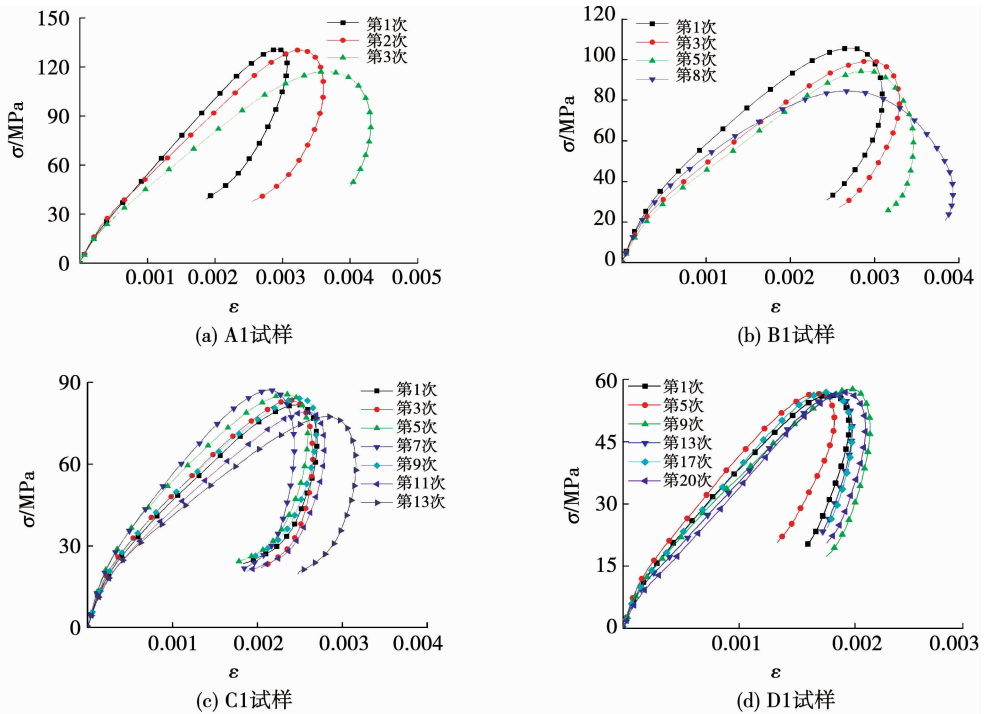 150
120
90
60
30
0
σ/MPa
第1次
第2次
第3次
0.001
0.002
0.003
0.004
0.005
ε
(a) A1试样
120
100
80
60
40
20
0
σ/MPa
第1次
第3次
第5次
第8次
0.001
0.002
0.003
0.004
ε
(b) B1试样
90
60
30
0
σ/MPa
第1次
第3次
第5次
第7次
第9次
第11次
第13次
0.001
0.002
0.003
0.004
ε
(c) C1试样
60
45
30
15
0
σ/MPa
第1次
第5次
第9次
第13次
第17次
第20次
0.001
0.002
0.003
ε
(d) D1试样